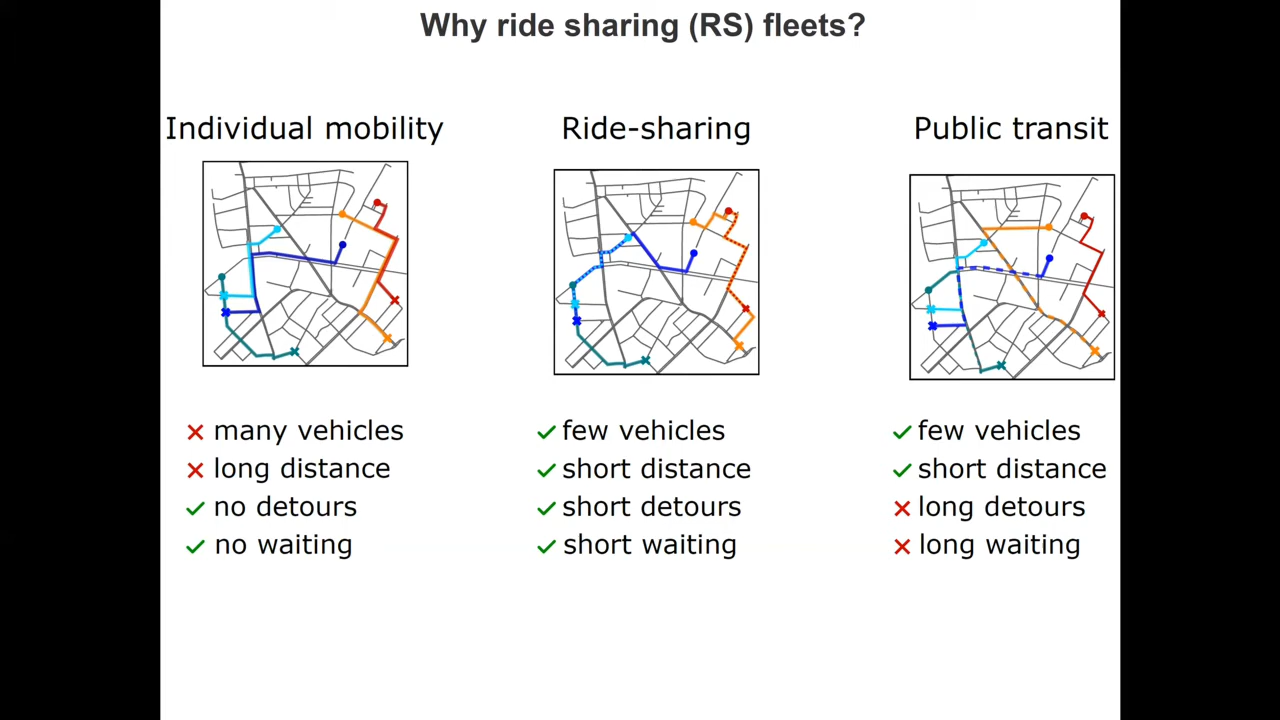 Why ride sharing (RS) fleets?
Individual mobility
many vehicles
long distance
no detours
no waiting
Ride-sharing
few vehicles
short distance
short detours
short waiting
Public transit
few vehicles
short distance
long detours
long waiting